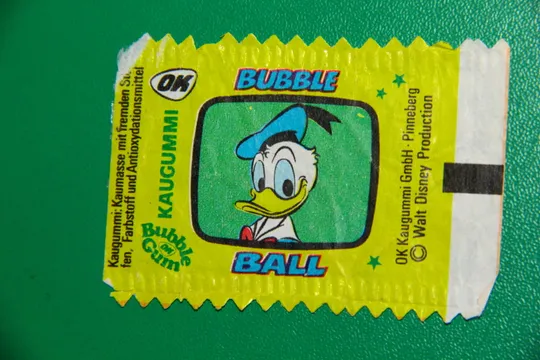 Kaugummi: Kaumasse mit fremden
fen, Farbstoff und Antioxydationsmittel
OK
KAUGUMMI
Bubble
OK
Gum
BUBBLE
BALL
OK Kaugummi GmbH · Pinneberg
© Walt Disney Production